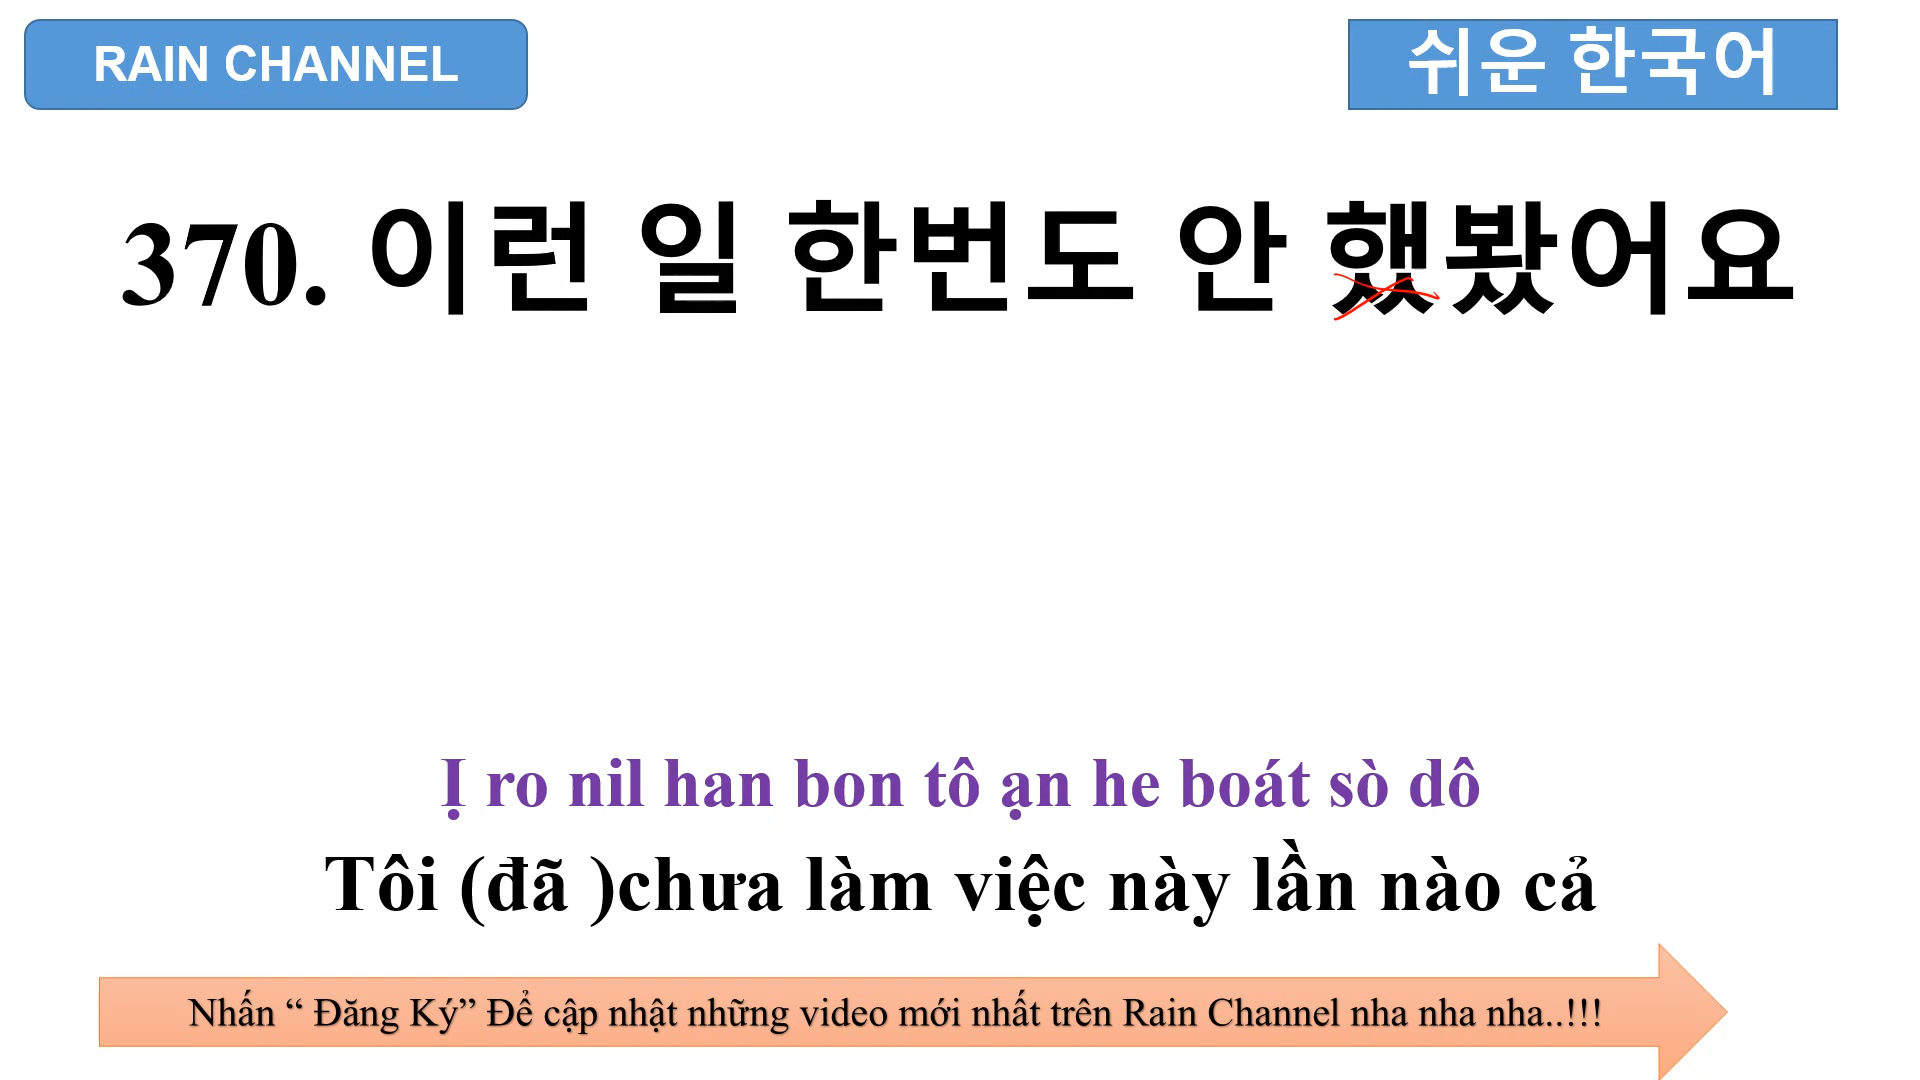 RAIN CHANNEL
쉬운 한국어
370. 이런 일 한번도 안 했봤어요
Ị ro nil han bon tô ạn he boát sò dô
Tôi (đã )chưa làm việc này lần nào cả
Nhấn “ Đăng Ký” Để cập nhật những video mới nhất trên Rain Channel nha nha nha..!!!